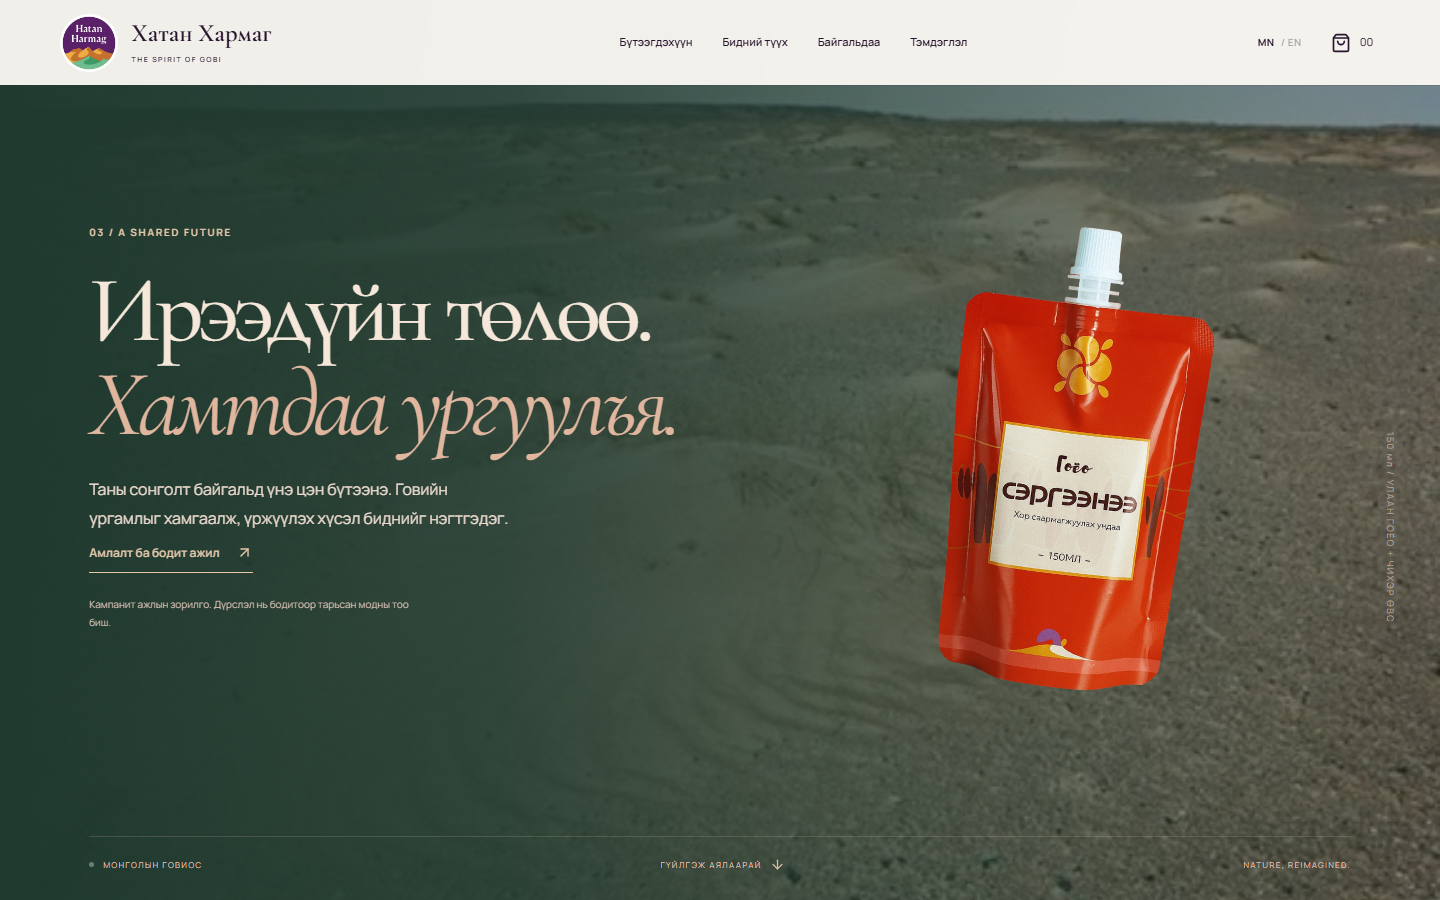 Hatan
Harmag
Хатан Хармаг
THE SPIRIT OF GOBI
Бүтээгдэхүүн
Бидний түүх
Байгальдаа
Тэмдэглэл
MN / EN
00
03 / A SHARED FUTURE
Ирээдүйн төлөө.
Хамтдаа ургуулъя.
Таны сонголт байгальд үнэ цэн бүтээнэ. Говийн
ургамлыг хамгаалж, үржүүлэх хүсэл биднийг нэгтгэдэг.
Амлалт ба бодит ажил
Кампанит ажлын зорилго. Дүрслэл нь бодитоор тарьсан модны тоо
биш.
Гоёо
сэргээнээ
Хор саармагжуулах ундаа
- 150МЛ -
150 МЛ / УЛААН ГОЁО + ЧИХЭР ӨВС
МОНГОЛЫН ГОВИОС
ГҮЙЛГЭЖ АЯЛААРАЙ
NATURE, REIMAGINED.